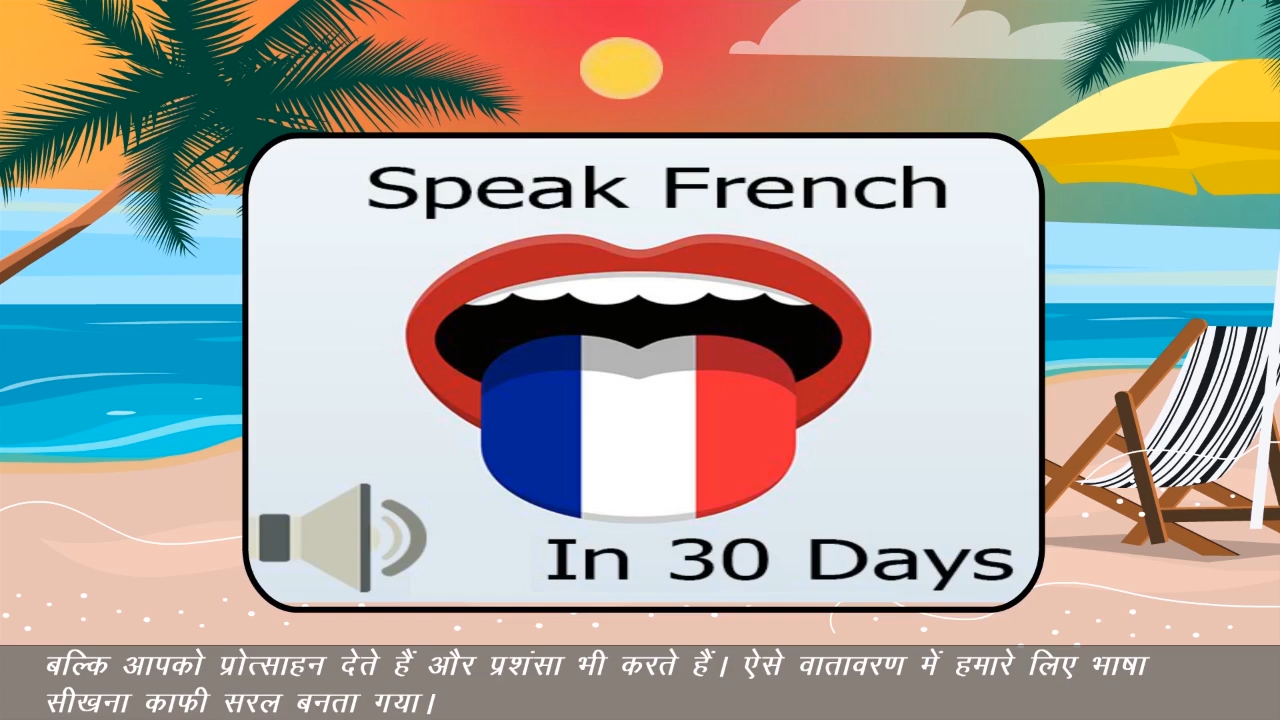 Speak French
In 30 Days
बल्कि आपको प्रोत्साहन देते हैं और प्रशंसा भी करते हैं। ऐसे वातावरण में हमारे लिए भाषा
सीखना काफी सरल बनता गया।